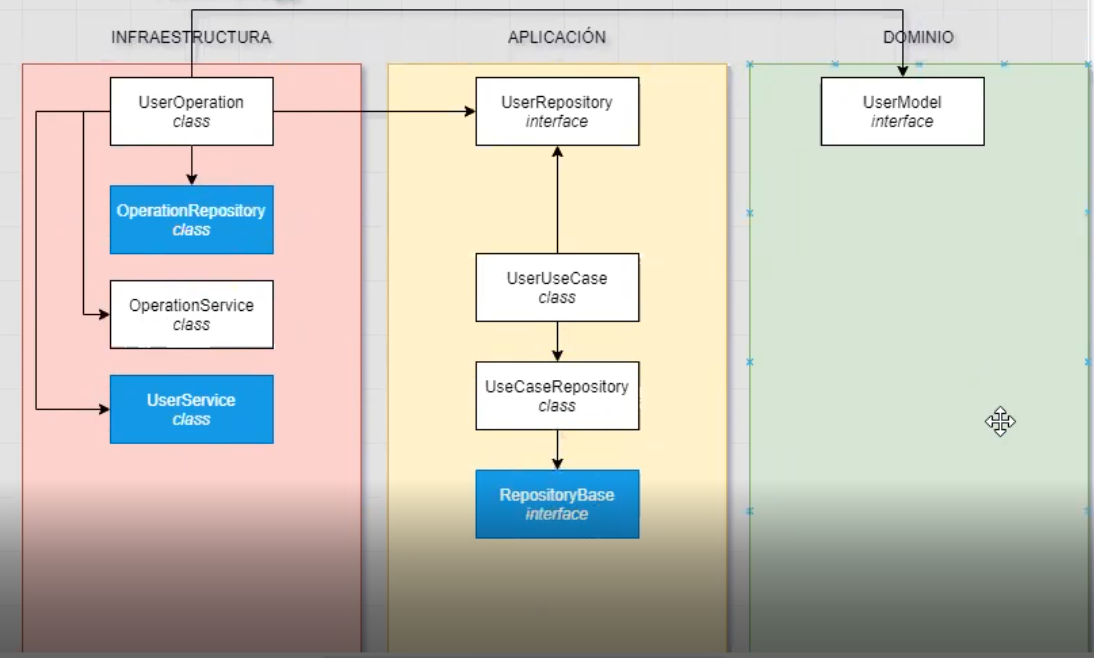 INFRAESTRUCTURA
APLICACIÓN
DOMINIO
UserOperation
class
OperationRepository
class
OperationService
class
UserService
class
UserRepository
interface
UserUseCase
class
UseCaseRepository
class
RepositoryBase
interface
UserModel
interface